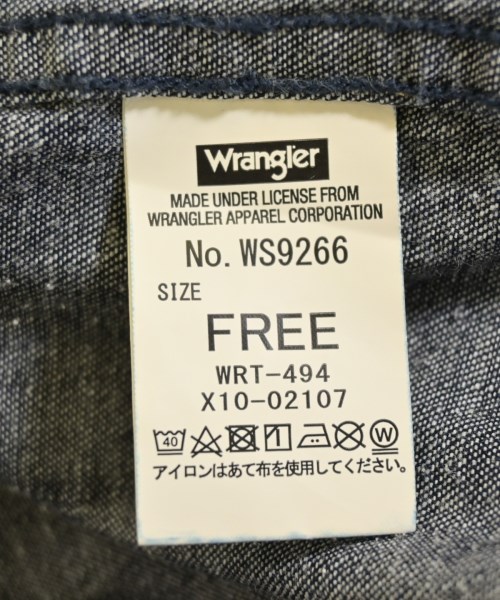 Wrangler
MADE UNDER LICENSE FROM
WRANGLER APPAREL CORPORATION
No. WS9266
SIZE
FREE
WRT-494
X10-02107
40 W
アイロンはあて布を使用してください。